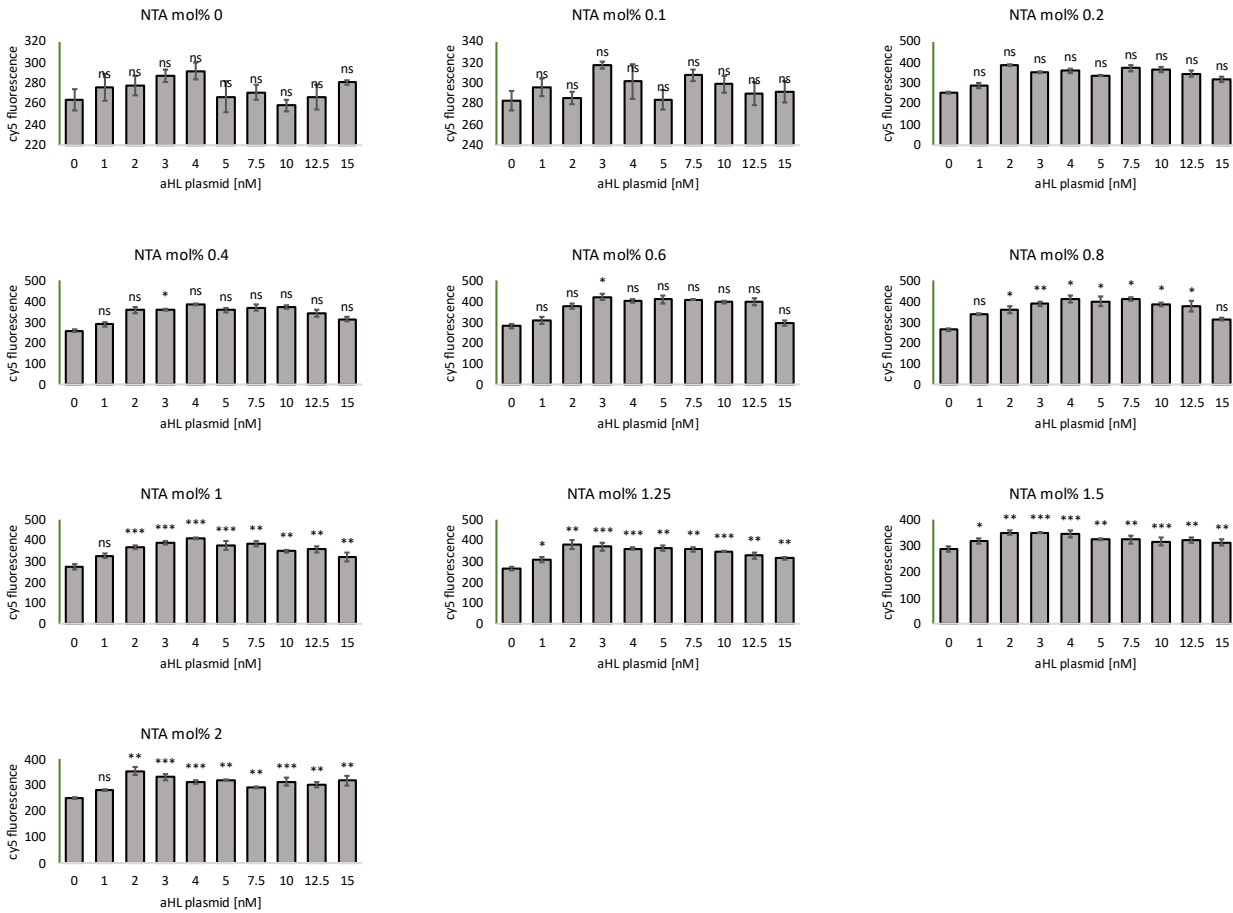 NTA mol% 0
cy5 fluorescence
320
300
280
260
240
220
ns ns ns ns ns ns ns ns ns
0 1 2 3 4 5 7.5 10 12.5 15
aHL plasmid [nM]
NTA mol% 0.1
cy5 fluorescence
340
320
300
280
260
240
ns ns ns ns ns ns ns ns ns
0 1 2 3 4 5 7.5 10 12.5 15
aHL plasmid [nM]
NTA mol% 0.2
cy5 fluorescence
500
400
300
200
100
0
ns ns ns ns ns ns ns ns ns
0 1 2 3 4 5 7.5 10 12.5 15
aHL plasmid [nM]
NTA mol% 0.4
cy5 fluorescence
500
400
300
200
100
0
ns ns * ns ns ns ns ns ns
0 1 2 3 4 5 7.5 10 12.5 15
aHL plasmid [nM]
NTA mol% 0.6
cy5 fluorescence
500
400
300
200
100
0
ns ns * ns ns ns ns ns ns
0 1 2 3 4 5 7.5 10 12.5 15
aHL plasmid [nM]
NTA mol% 0.8
cy5 fluorescence
500
400
300
200
100
0
ns * ** * * * * * ns
0 1 2 3 4 5 7.5 10 12.5 15
aHL plasmid [nM]
NTA mol% 1
cy5 fluorescence
500
400
300
200
100
0
ns *** *** *** *** ** ** ** **
0 1 2 3 4 5 7.5 10 12.5 15
aHL plasmid [nM]
NTA mol% 1.25
cy5 fluorescence
500
400
300
200
100
0
* ** *** *** ** ** *** ** **
0 1 2 3 4 5 7.5 10 12.5 15
aHL plasmid [nM]
NTA mol% 1.5
cy5 fluorescence
400
300
200
100
0
* ** *** *** ** ** *** ** **
0 1 2 3 4 5 7.5 10 12.5 15
aHL plasmid [nM]
NTA mol% 2
cy5 fluorescence
400
300
200
100
0
ns ** *** *** ** ** *** ** **
0 1 2 3 4 5 7.5 10 12.5 15
aHL plasmid [nM]